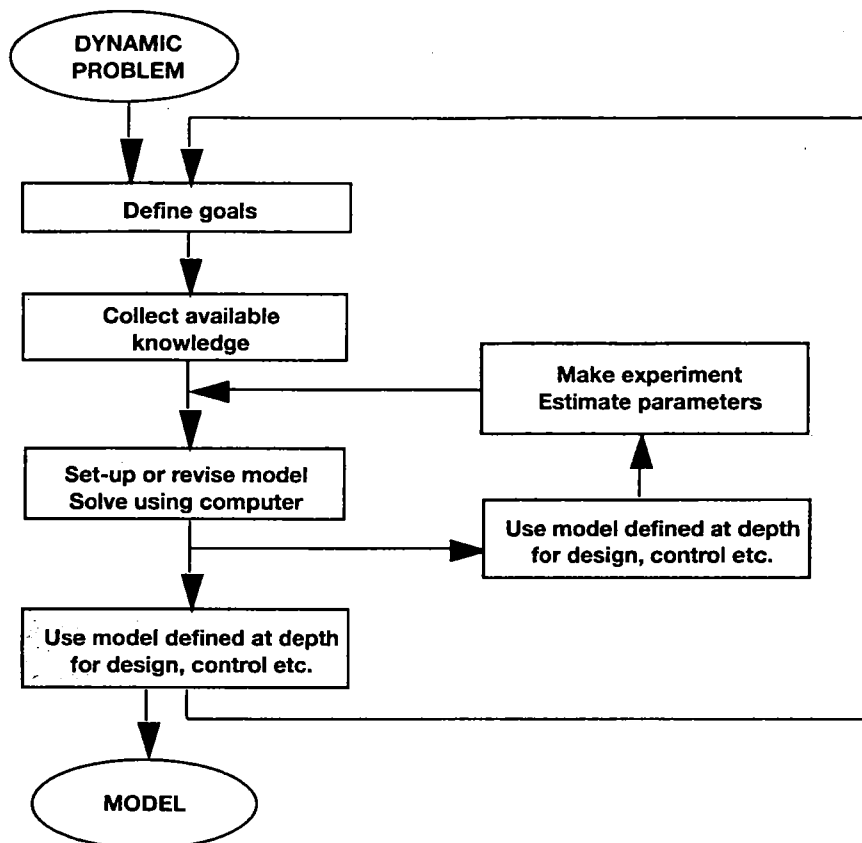 DYNAMIC
PROBLEM
Define goals
Collect available
knowledge
Make experiment
Estimate parameters
Set-up or revise model
Solve using computer
Use model defined at depth
for design, control etc.
Use model defined at depth
for design, control etc.
MODEL